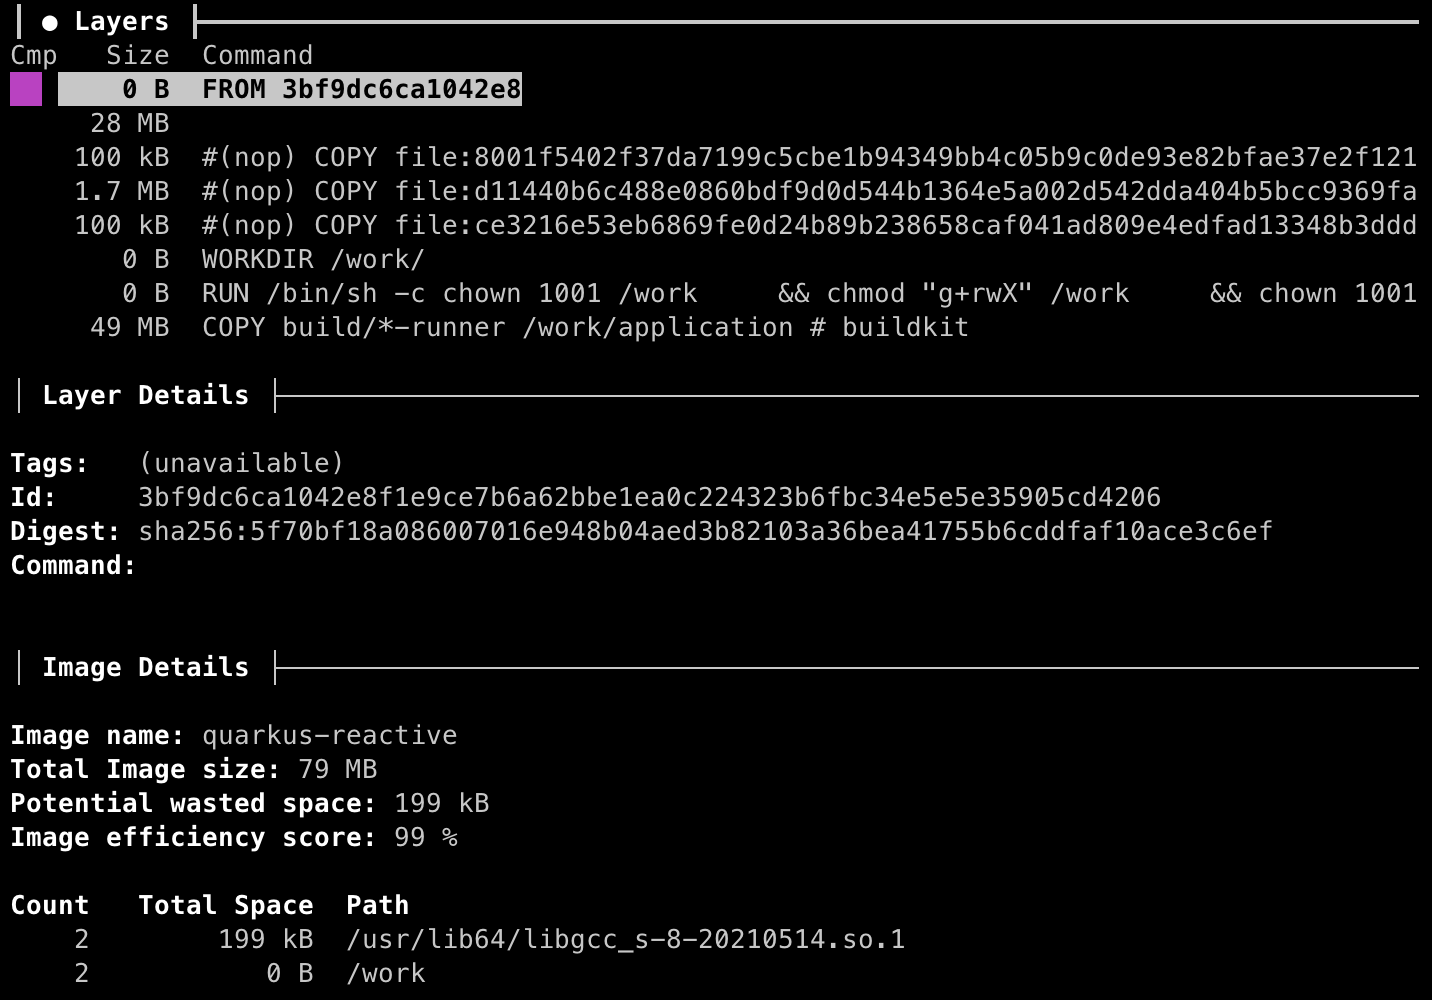 ● Layers
Cmp Size Command
0 B FROM 3bf9dc6ca1042e8
28 MB
100 kB #(nop) COPY file:8001f5402f37da7199c5cbe1b94349bb4c05b9c0de93e82bfae37e2f121
1.7 MB #(nop) COPY file:d11440b6c488e0860bdf9d0d544b1364e5a002d542dda404b5bcc9369fa
100 kB #(nop) COPY file:ce3216e53eb6869fe0d24b89b238658caf041ad809e4edfad13348b3ddd
0 B WORKDIR /work/
0 B RUN /bin/sh -c chown 1001 /work && chmod "g+rwX" /work && chown 1001
49 MB COPY build/*-runner /work/application # buildkit
Layer Details
Tags: (unavailable)
Id: 3bf9dc6ca1042e8f1e9ce7b6a62bbe1ea0c224323b6fbc34e5e5e35905cd4206
Digest: sha256:5f70bf18a086007016e948b04aed3b82103a36bea41755b6cddfaf10ace3c6ef
Command:
Image Details
Image name: quarkus-reactive
Total Image size: 79 MB
Potential wasted space: 199 kB
Image efficiency score: 99 %
Count Total Space Path
2 199 kB /usr/lib64/libgcc_s-8-20210514.so.1
2 0 B /work